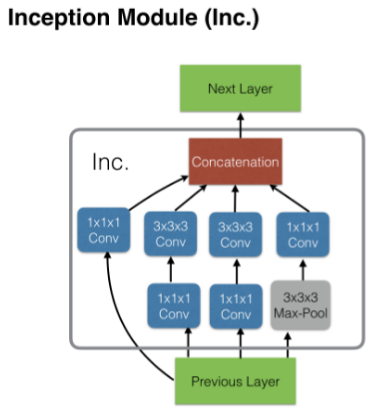 Inception Module (Inc.)
Next Layer
Inc.
Concatenation
1x1x1
Conv
3x3x3
Conv
3x3x3
Conv
1x1x1
Conv
1x1x1
Conv
1x1x1
Conv
3x3x3
Max-Pool
Previous Layer